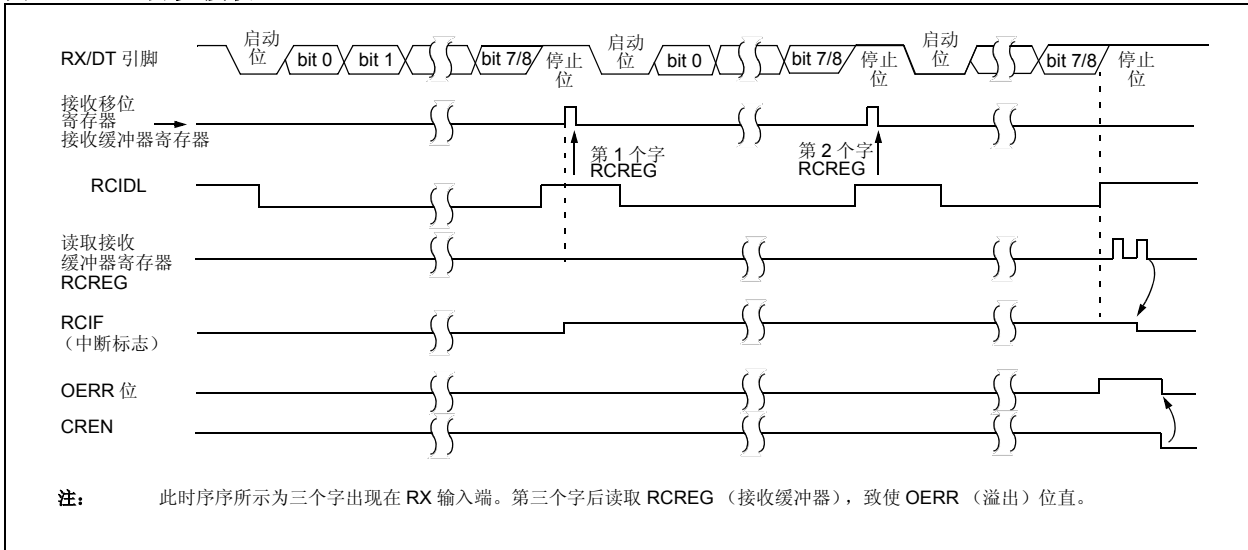 RX/DT 引脚
启动
位
bit 0
bit 1
bit 7/8
停止
位
启动
位
bit 0
bit 7/8
停止
位
启动
位
bit 7/8
停止
位
接收移位
寄存器
接收缓冲器寄存器
第 1 个字
RCREG
第 2 个字
RCREG
RCIDL
读取接收
缓冲器寄存器
RCREG
RCIF
（中断标志）
OERR 位
CREN
注： 此时序序所示为三个字出现在 RX 输入端。第三个字后读取 RCREG （接收缓冲器），致使 OERR （溢出）位直。